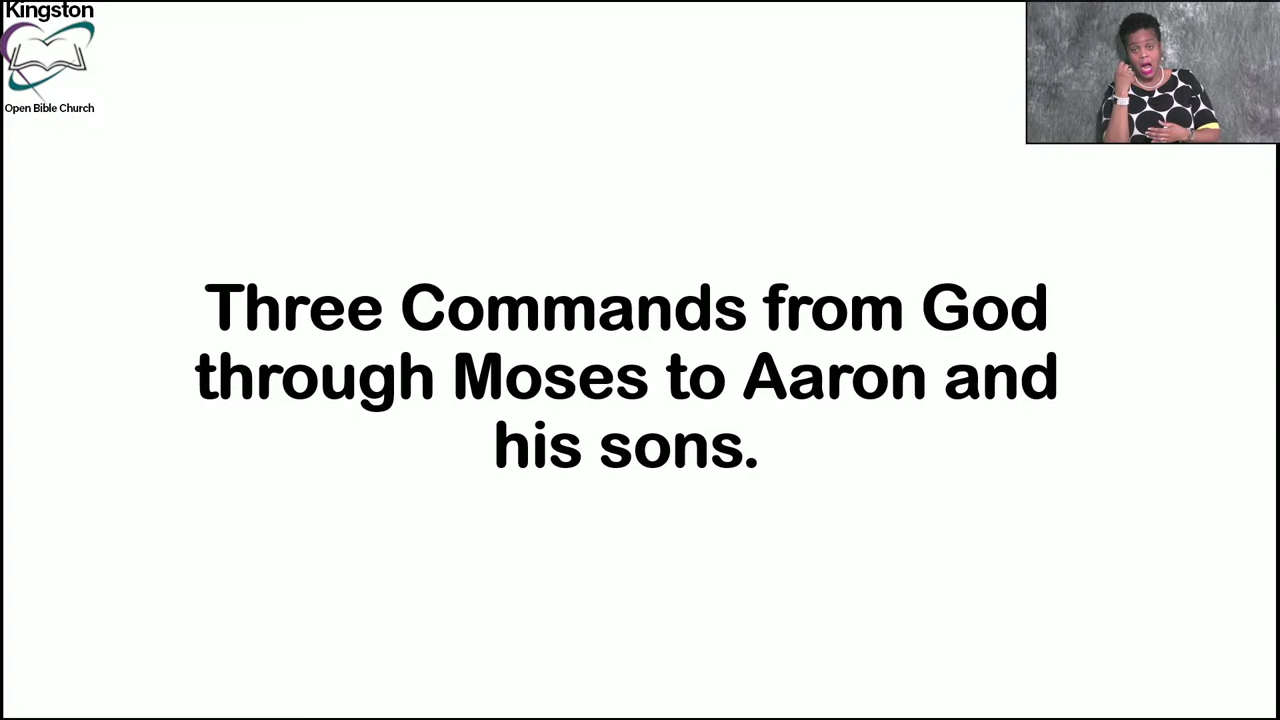 Kingston
Open Bible Church
Three Commands from God
through Moses to Aaron and
his sons.